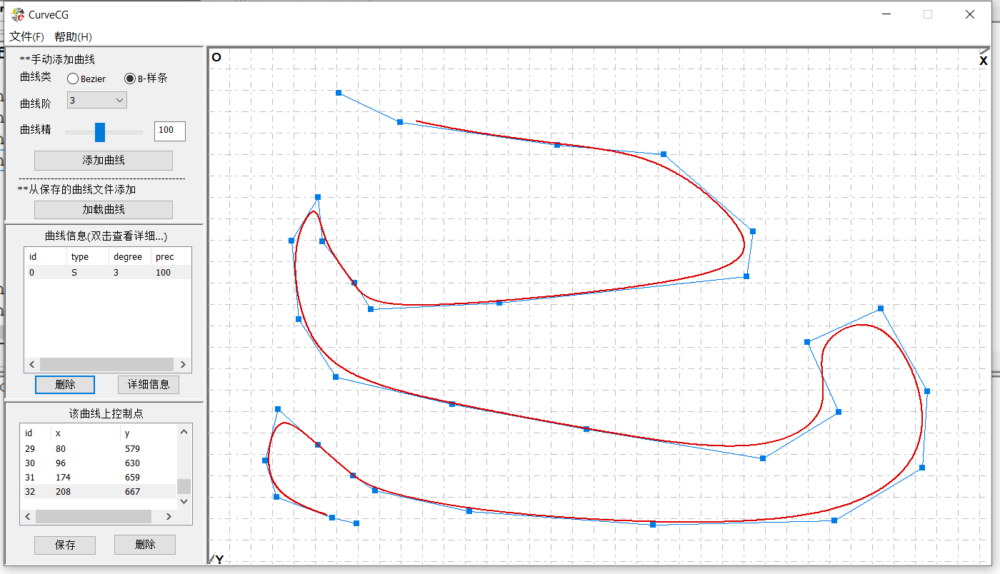 CurveCG
文件(F) 帮助(H)
**手动添加曲线
曲线类 Bezier B-样条
曲线阶 3
曲线精 100
添加曲线
**从保存的曲线文件添加
加载曲线
曲线信息(双击查看详细...)
id type degree prec
0 S 3 100
删除 详细信息
该曲线上控制点
id x y
29 80 579
30 96 630
31 174 659
32 208 667
保存 删除
O
X
Y